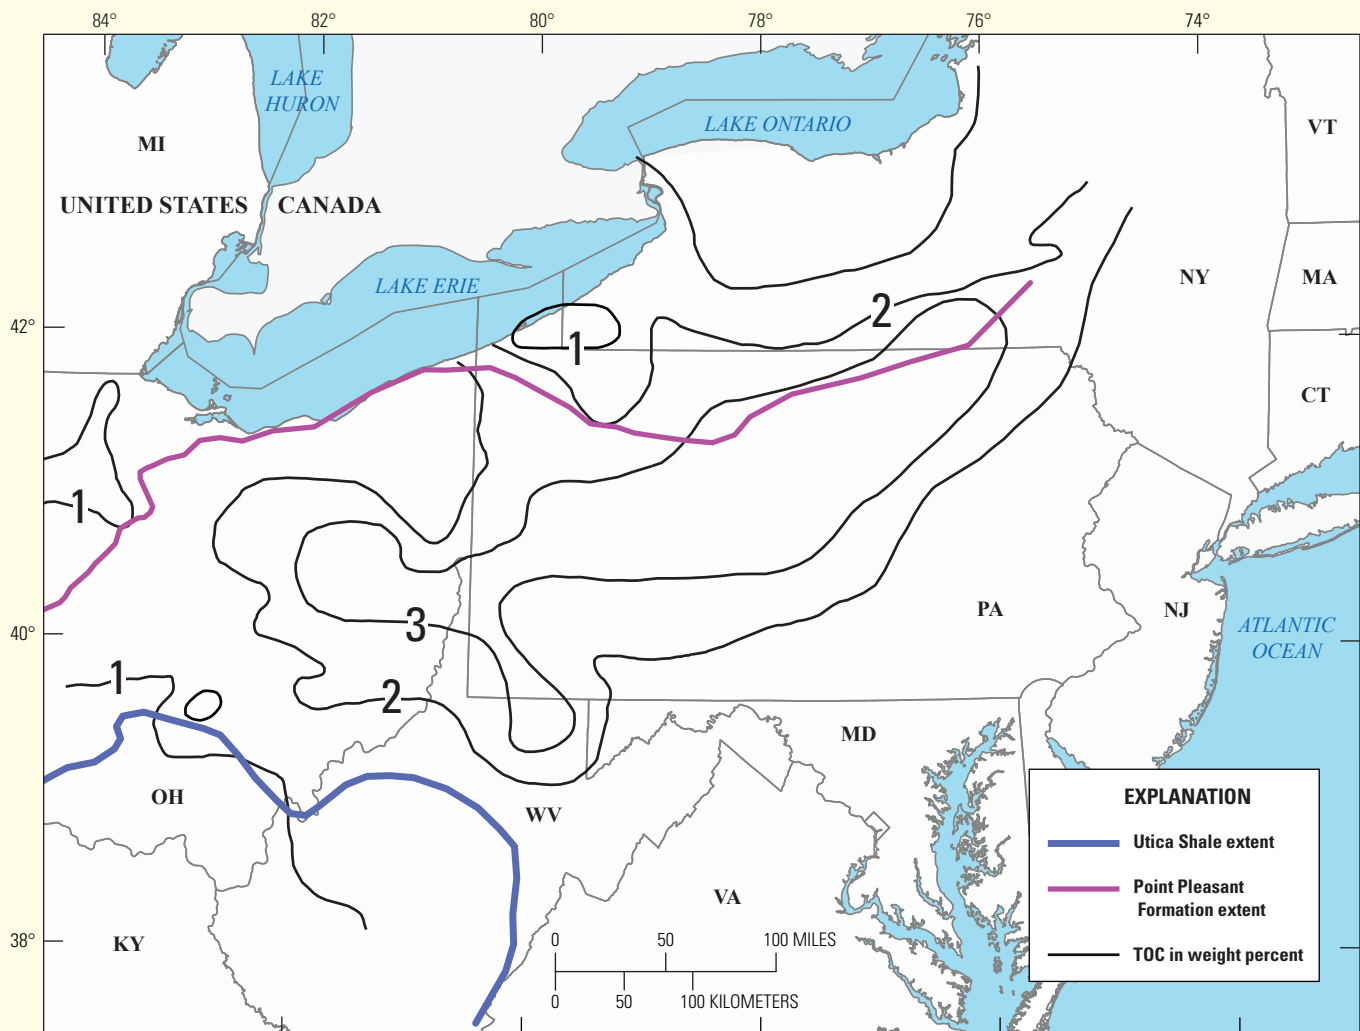 84° 82° 80° 78° 76° 74°
LAKE
HURON
LAKE ONTARIO
MI
VT
UNITED STATES CANADA
LAKE ERIE
NY
MA
2
42°
1
CT
1
3
PA
NJ
40°
ATLANTIC
OCEAN
1
2
MD
OH
WV
VA
KY
38°
0 50 100 MILES
0 50 100 KILOMETERS
EXPLANATION
Utica Shale extent
Point Pleasant
Formation extent
TOC in weight percent